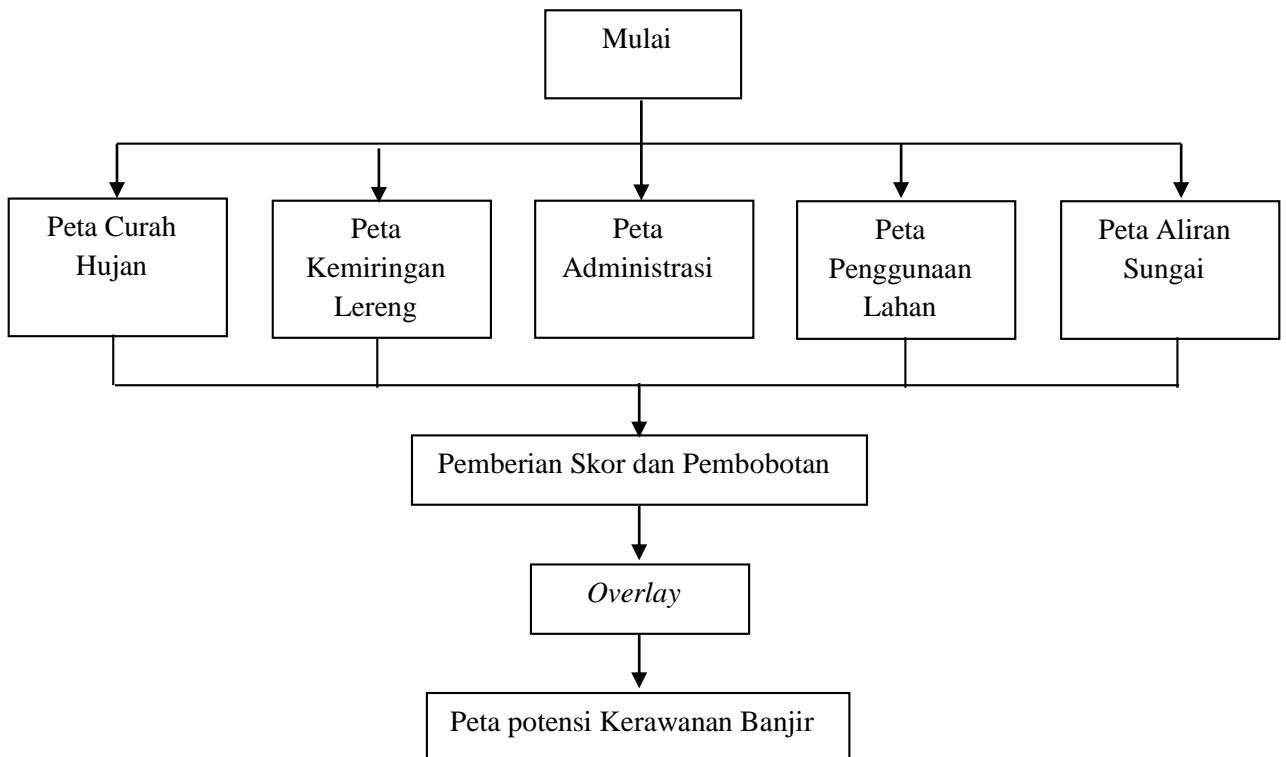 Mulai
Peta Curah
Hujan
Peta
Kemiringan
Lereng
Peta
Administrasi
Peta
Penggunaan
Lahan
Peta Aliran
Sungai
Pemberian Skor dan Pembobotan
Overlay
Peta potensi Kerawanan Banjir